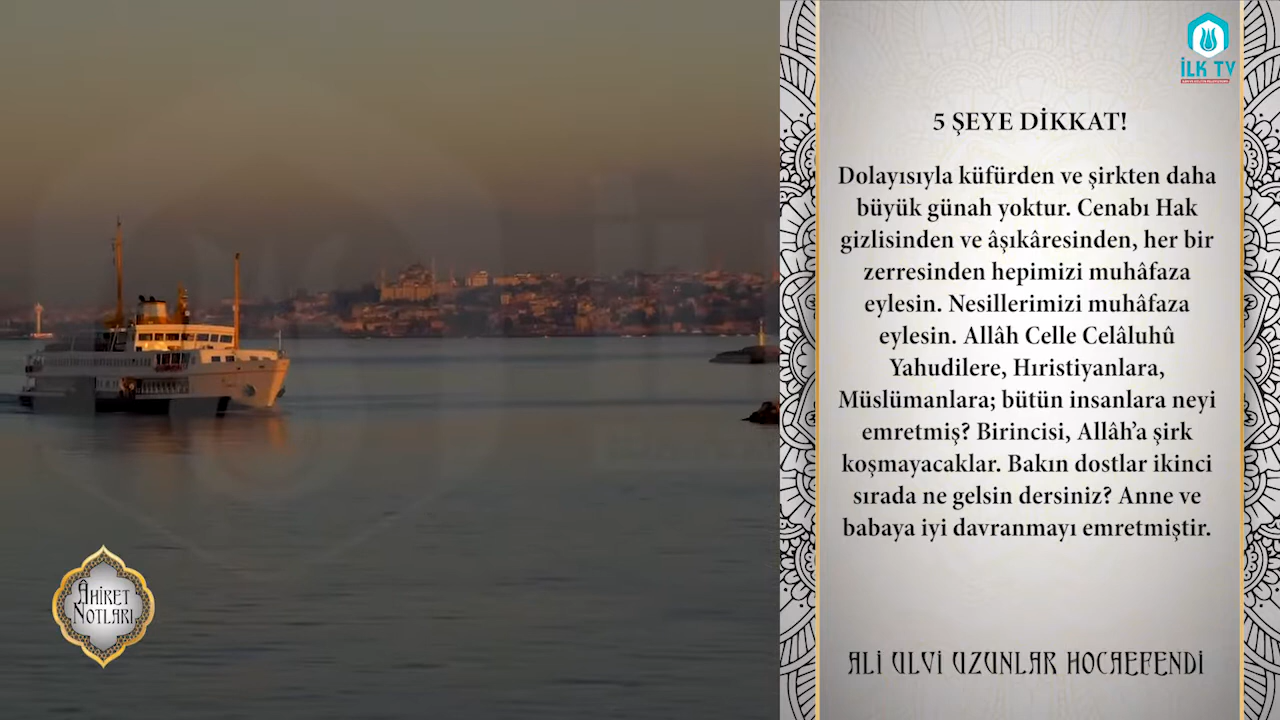 İLK TV
5 ŞEYE DİKKAT!
Dolayısıyla küfürden ve şirkten daha
büyük günah yoktur. Cenabı Hak
gizlisinden ve âşıkâresinden, her bir
zerresinden hepimizi muhâfaza
eylesin. Nesillerimizi muhâfaza
eylesin. Allâh Celle Celâluhû
Yahudilere, Hıristiyanlara,
Müslümanlara; bütün insanlara neyi
emretmiş? Birincisi, Allâh’a şirk
koşmayacaklar. Bakın dostlar ikinci
sırada ne gelsin dersiniz? Anne ve
babaya iyi davranmayı emretmiştir.
ALİ ULVİ UZUNLAR HOCAEFENDİ
ÂHİRET
NOTLARI